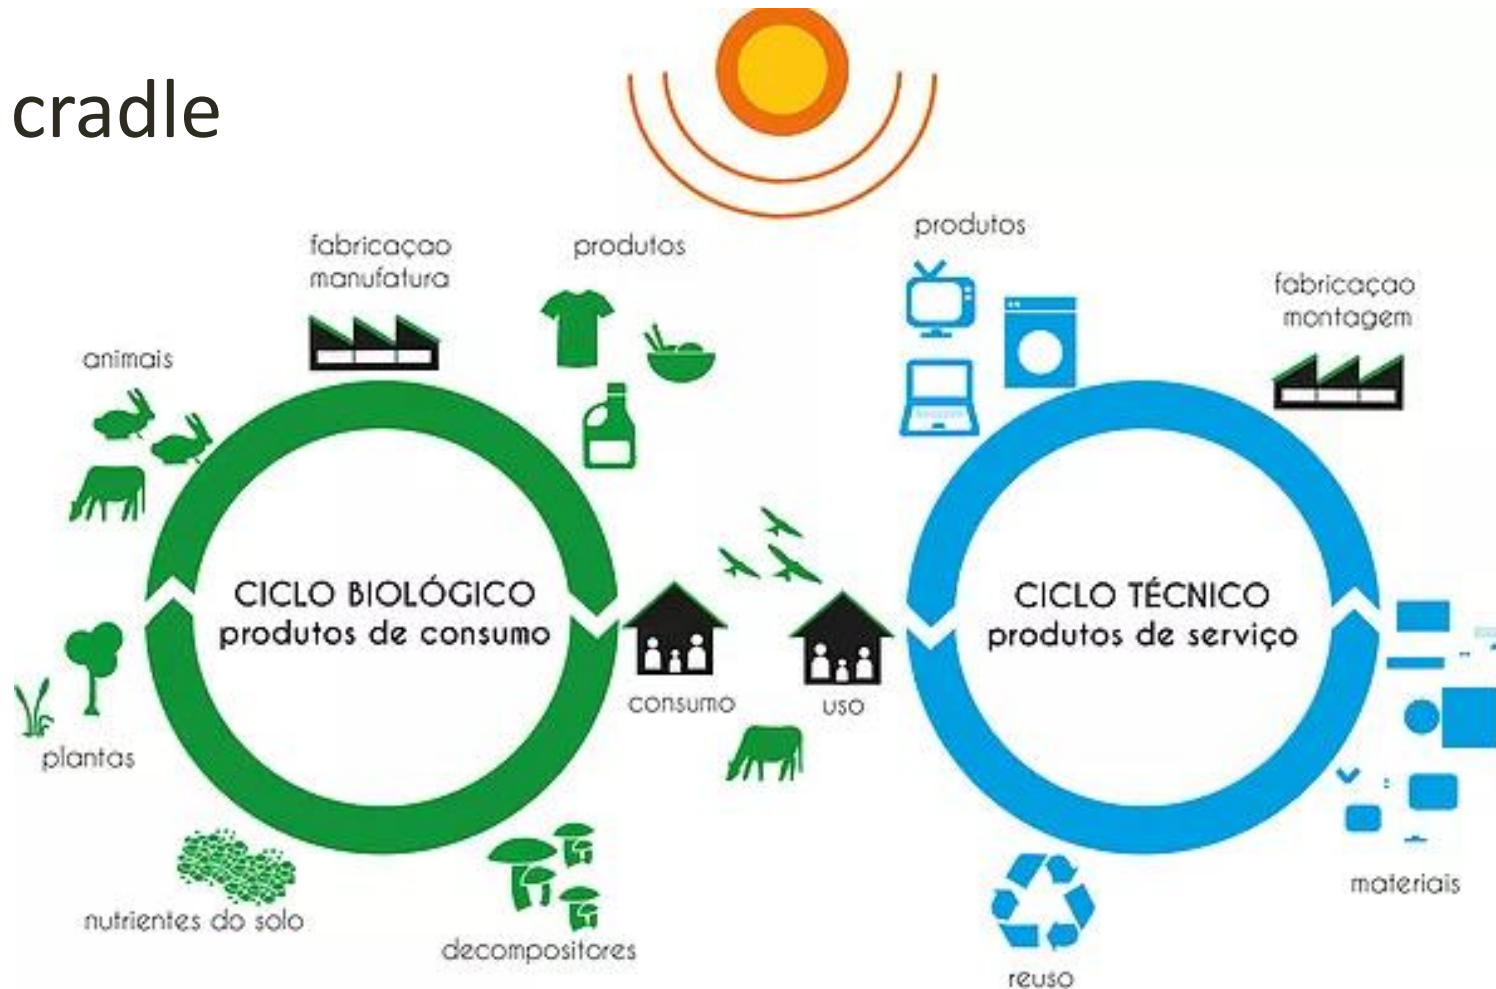 cradle
fabricaçao
manufatura
produtos
animais
CICLO BIOLÓGICO
produtos de consumo
consumo
plantas
nutrientes do solo
decompositores
produtos
fabricaçao
montagem
CICLO TÉCNICO
produtos de serviço
uso
materiais
reuso